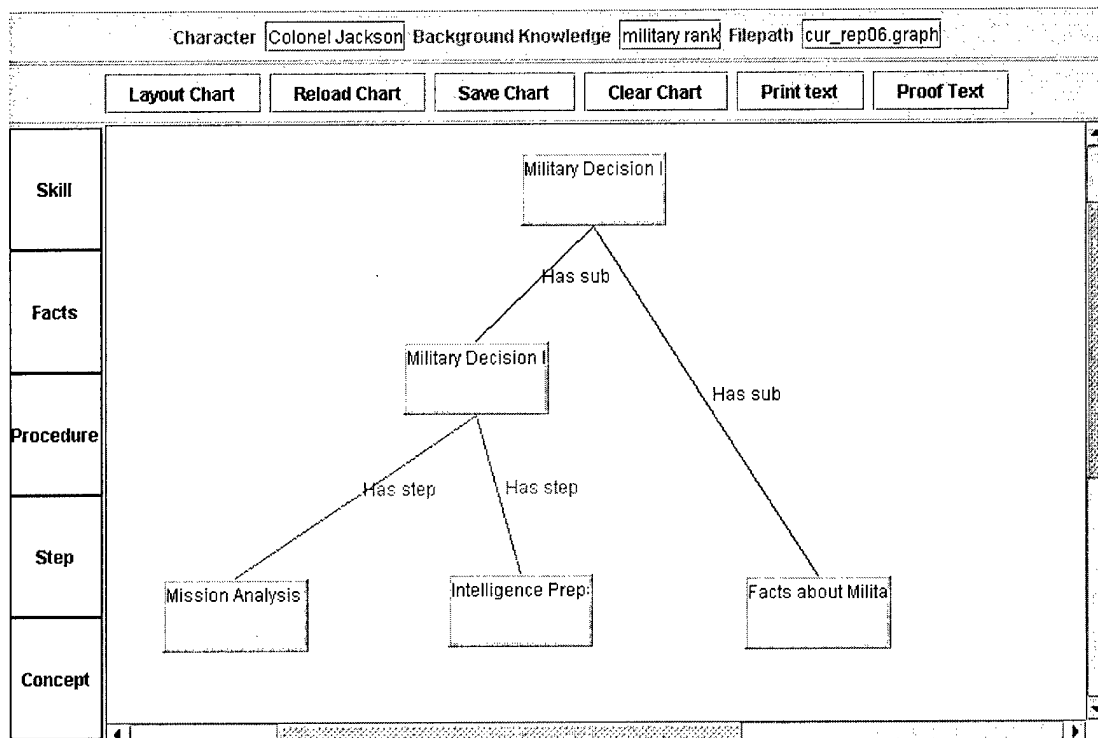 Character Colonel Jackson Background Knowledge military rank Filepath cur_rep06.graph
Layout Chart Reload Chart Save Chart Clear Chart Print text Proof Text
Skill
Facts
Procedure
Step
Concept
Military Decision I
Has sub
Military Decision I
Has sub
Has step
Has step
Mission Analysis
Intelligence Prep
Facts about Milita